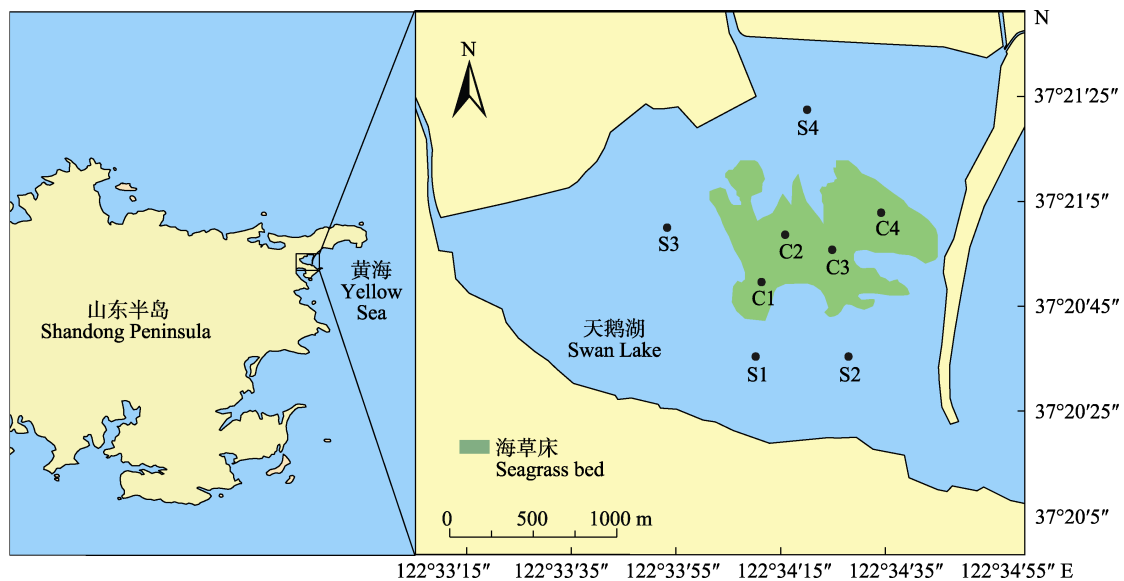 山东半岛
Shandong Peninsula
黄海
Yellow
Sea
N
S4
S3
C4
C2
C3
C1
天鹅湖
Swan Lake
S1
S2
海草床
Seagrass bed
0 500 1000 m
N
37°21′25″
37°21′5″
37°20′45″
37°20′25″
37°20′5″
122°33′15″ 122°33′35″ 122°33′55″ 122°34′15″ 122°34′35″ 122°34′55″ E